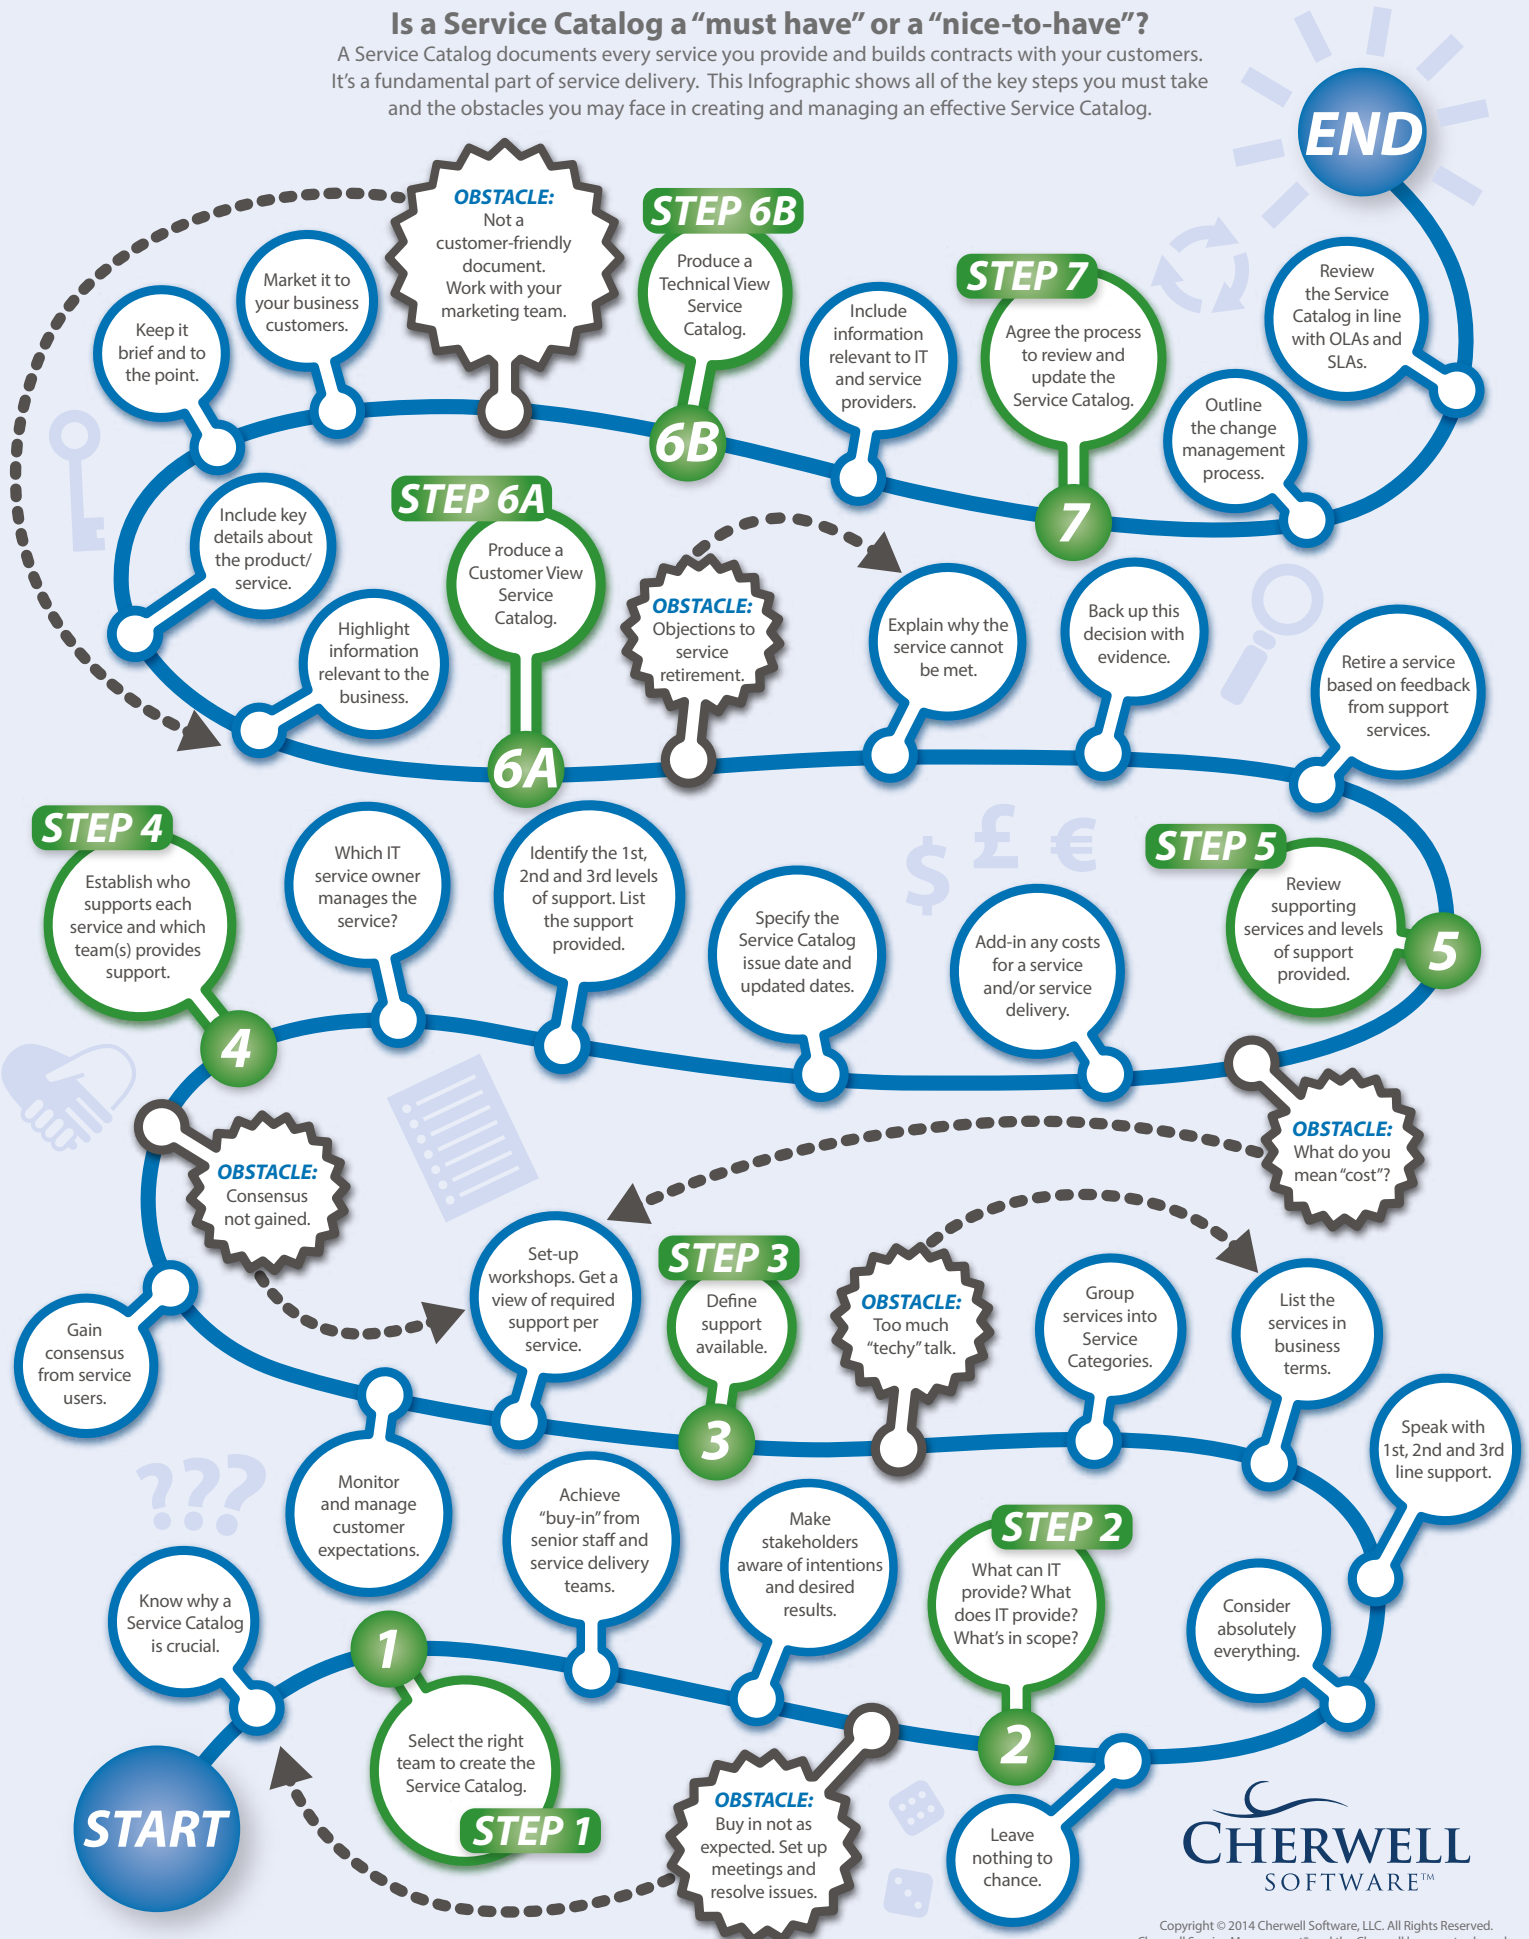 Is a Service Catalog a “must have” or a “nice-to-have”?
A Service Catalog documents every service you provide and builds contracts with your customers.
It’s a fundamental part of service delivery. This Infographic shows all of the key steps you must take
and the obstacles you may face in creating and managing an effective Service Catalog.
END
OBSTACLE:
Not a
customer-friendly
document.
Work with your
marketing team.
STEP 6B
Produce a
Technical View
Service
Catalog.
6B
Market it to
your business
customers.
Keep it
brief and to
the point.
Include
information
relevant to IT
and service
providers.
STEP 7
Agree the process
to review and
update the
Service Catalog.
7
Review
the Service
Catalog in line
with OLAs and
SLAs.
Outline
the change
management
process.
Include key
details about
the product/
service.
Highlight
information
relevant to the
business.
STEP 6A
Produce a
Customer View
Service
Catalog.
6A
OBSTACLE:
Objections to
service
retirement.
Explain why the
service cannot
be met.
Back up this
decision with
evidence.
Retire a service
based on feedback
from support
services.
STEP 4
Establish who
supports each
service and which
team(s) provides
support.
4
Which IT
service owner
manages the
service?
Identify the 1st,
2nd and 3rd levels
of support. List
the support
provided.
Specify the
Service Catalog
issue date and
updated dates.
$ £ €
Add-in any costs
for a service
and/or service
delivery.
STEP 5
Review
supporting
services and levels
of support
provided.
5
OBSTACLE:
What do you
mean “cost”?
OBSTACLE:
Consensus
not gained.
Gain
consensus
from service
users.
Set-up
workshops. Get a
view of required
support per
service.
STEP 3
Define
support
available.
3
OBSTACLE:
Too much
“techy” talk.
Group
services into
Service
Categories.
List the
services in
business
terms.
Speak with
1st, 2nd and 3rd
line support.
???
Monitor
and manage
customer
expectations.
Achieve
“buy-in” from
senior staff and
service delivery
teams.
Make
stakeholders
aware of intentions
and desired
results.
STEP 2
What can IT
provide? What
does IT provide?
What’s in scope?
2
Consider
absolutely
everything.
Know why a
Service Catalog
is crucial.
1
Select the right
team to create the
Service Catalog.
STEP 1
START
OBSTACLE:
Buy in not as
expected. Set up
meetings and
resolve issues.
Leave
nothing to
chance.
CHERWELL
SOFTWARE™
Copyright © 2014 Cherwell Software, LLC. All Rights Reserved.